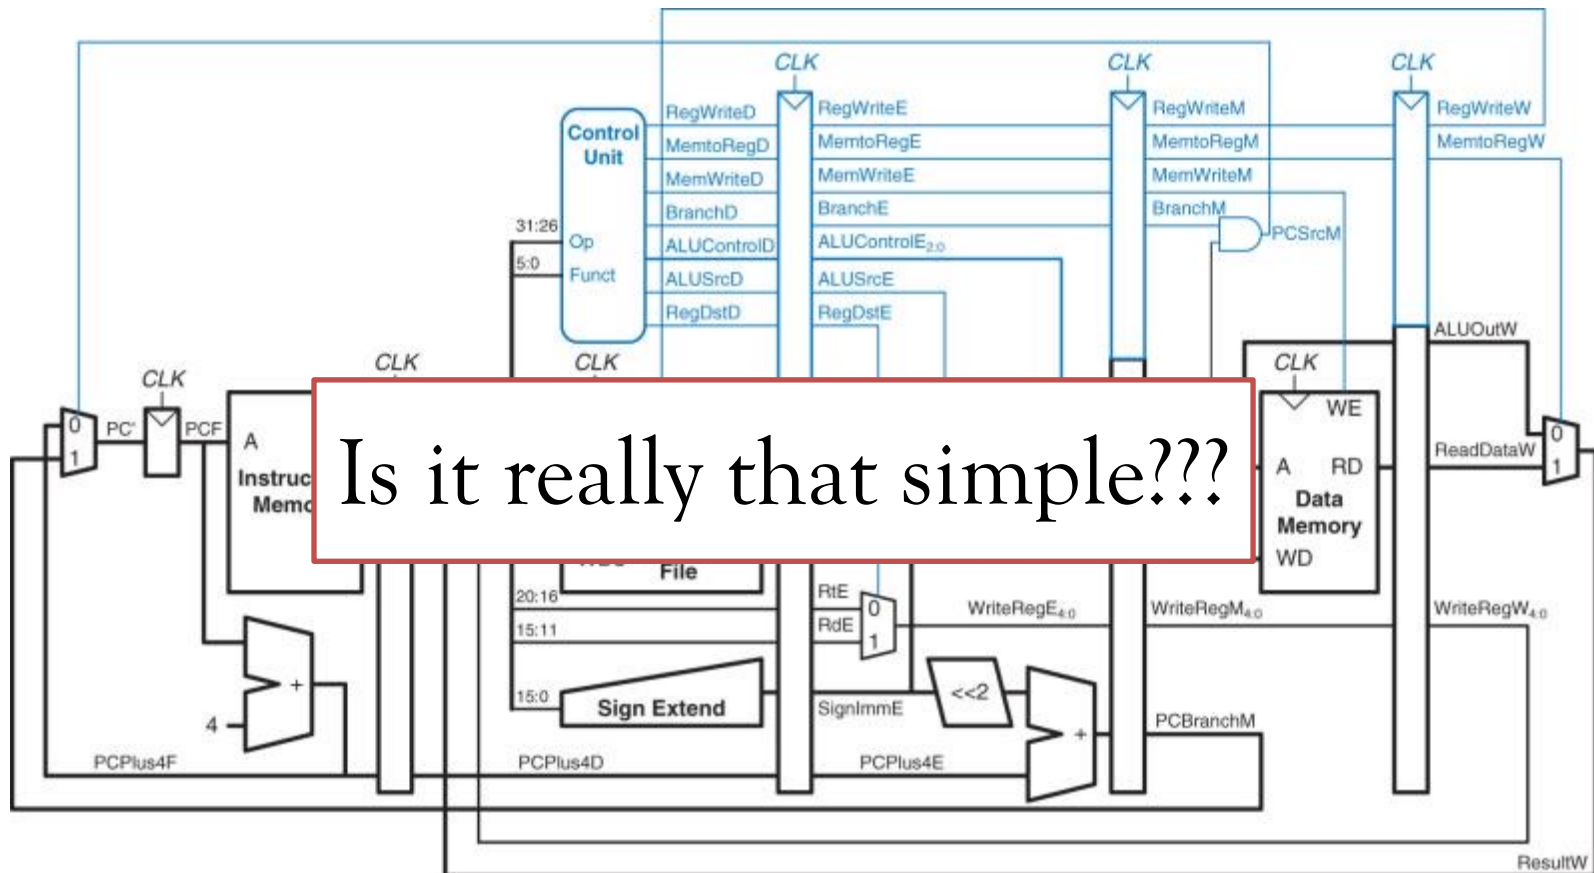 CLK
CLK
CLK
RegWriteD
RegWriteE
RegWriteM
RegWriteW
Control
Unit
MemtoRegD
MemtoRegE
MemtoRegM
MemtoRegW
MemWriteD
MemWriteE
MemWriteM
BranchD
BranchE
BranchM
31:26
Op
ALUControlD
ALUControlE2:0
PCSrcM
5:0
Funct
ALUSrcD
ALUSrcE
RegDstD
RegDstE
ALUOutW
CLK
CLK
CLK
CLK
WE
0
PC'
PCF
A
1
Is it really that simple???
A
RD
ReadDataW
0
1
Data
Memory
WD
File
20:16
RtE
0
WriteRegE4:0
WriteRegM4:0
WriteRegW4:0
15:11
RdE
1
+
15:0
Sign Extend
SignImmE
<<2
4
+
PCBranchM
PCPlus4F
PCPlus4D
PCPlus4E
ResultW